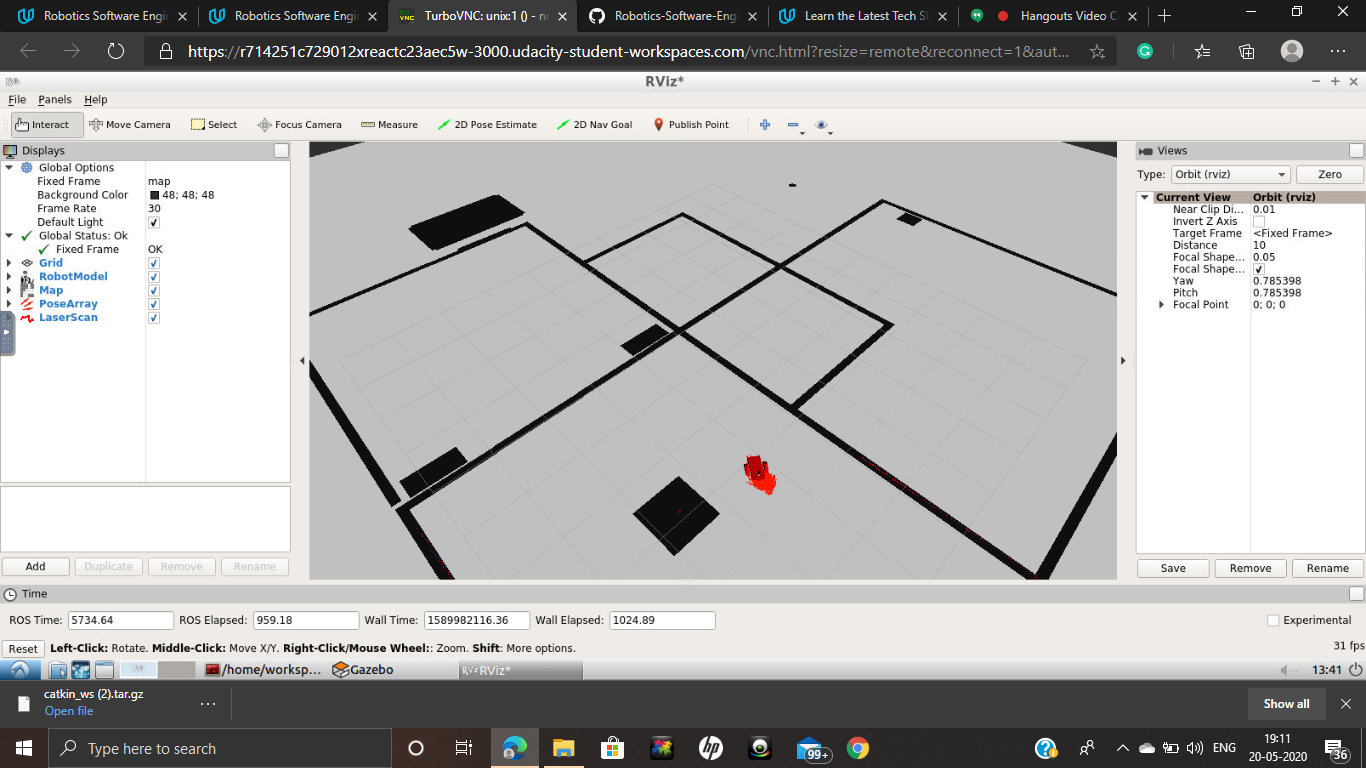 Robotics Software Engi
Robotics Software Engi
TurboVNC: unix:1 () - no
Robotics-Software-Eng
Learn the Latest Tech S
Hangouts Video C
https://r714251c729012xreactc23aec5w-3000.udacity-student-workspaces.com/vnc.html?resize=remote&reconnect=1&aut...
RViz*
File Panels Help
Interact Move Camera Select Focus Camera Measure 2D Pose Estimate 2D Nav Goal Publish Point
Displays
Global Options
Fixed Frame map
Background Color 48; 48; 48
Frame Rate 30
Default Light
Global Status: Ok
Fixed Frame OK
Grid
RobotModel
Map
PoseArray
LaserScan
Add Duplicate Remove Rename
Views
Type: Orbit (rviz) Zero
Current View Orbit (rviz)
Near Clip Di... 0.01
Invert Z Axis
Target Frame <Fixed Frame>
Distance 10
Focal Shape... 0.05
Focal Shape...
Yaw 0.785398
Pitch 0.785398
Focal Point 0; 0; 0
Save Remove Rename
Time
ROS Time: 5734.64 ROS Elapsed: 959.18 Wall Time: 1589982116.36 Wall Elapsed: 1024.89 Experimental
Reset Left-Click: Rotate. Middle-Click: Move X/Y. Right-Click/Mouse Wheel:: Zoom. Shift: More options. 31 fps
/home/worksp... Gazebo RViz* 13:41
catkin_ws (2).tar.gz
Open file
Show all
Type here to search
99+
ENG
19:11
20-05-2020
36